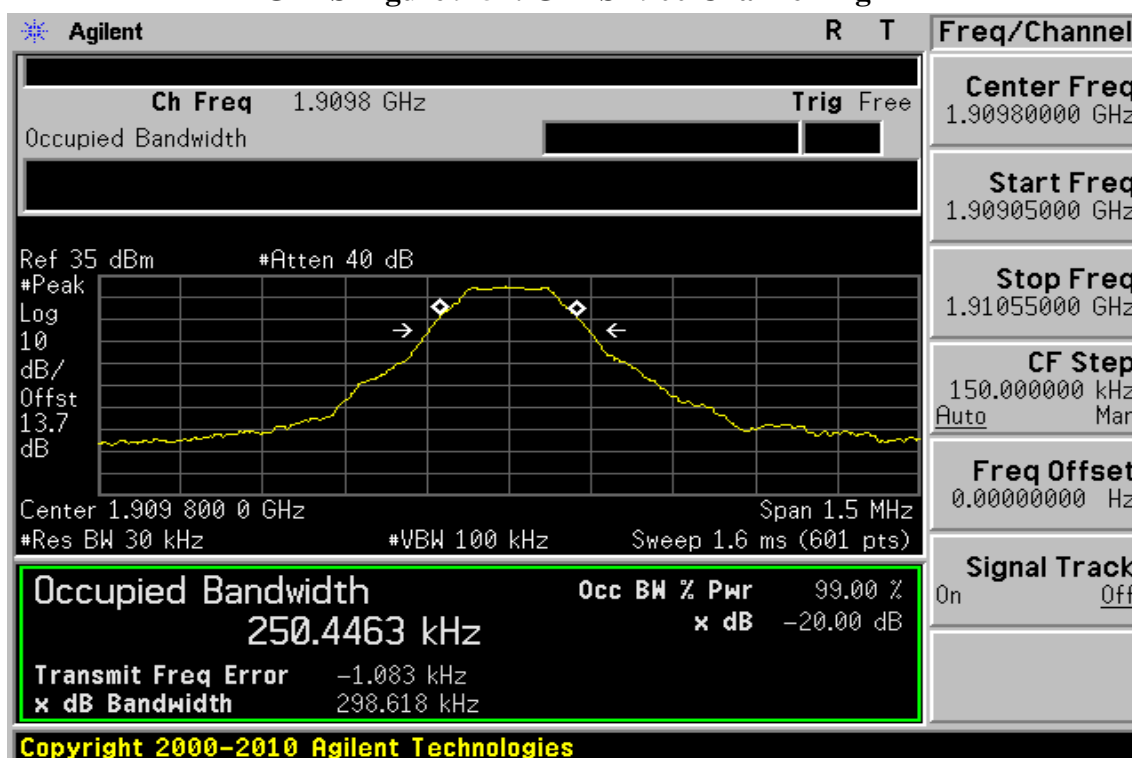 Agilent
R T
Freq/Channel
Ch Freq 1.9098 GHz
Trig Free
Occupied Bandwidth
Center Freq
1.90980000 GHz
Start Freq
1.90905000 GHz
Stop Freq
1.91055000 GHz
CF Step
150.000000 kHz
Auto Man
Freq Offset
0.00000000 Hz
Signal Track
On Off
Ref 35 dBm
#Atten 40 dB
#Peak
Log
10
dB/
Offst
13.7
dB
Center 1.909 800 0 GHz
Span 1.5 MHz
#Res BW 30 kHz
#VBW 100 kHz
Sweep 1.6 ms (601 pts)
Occupied Bandwidth
250.4463 kHz
Occ BW % Pwr 99.00 %
x dB -20.00 dB
Transmit Freq Error -1.083 kHz
x dB Bandwidth 298.618 kHz
Copyright 2000-2010 Agilent Technologies